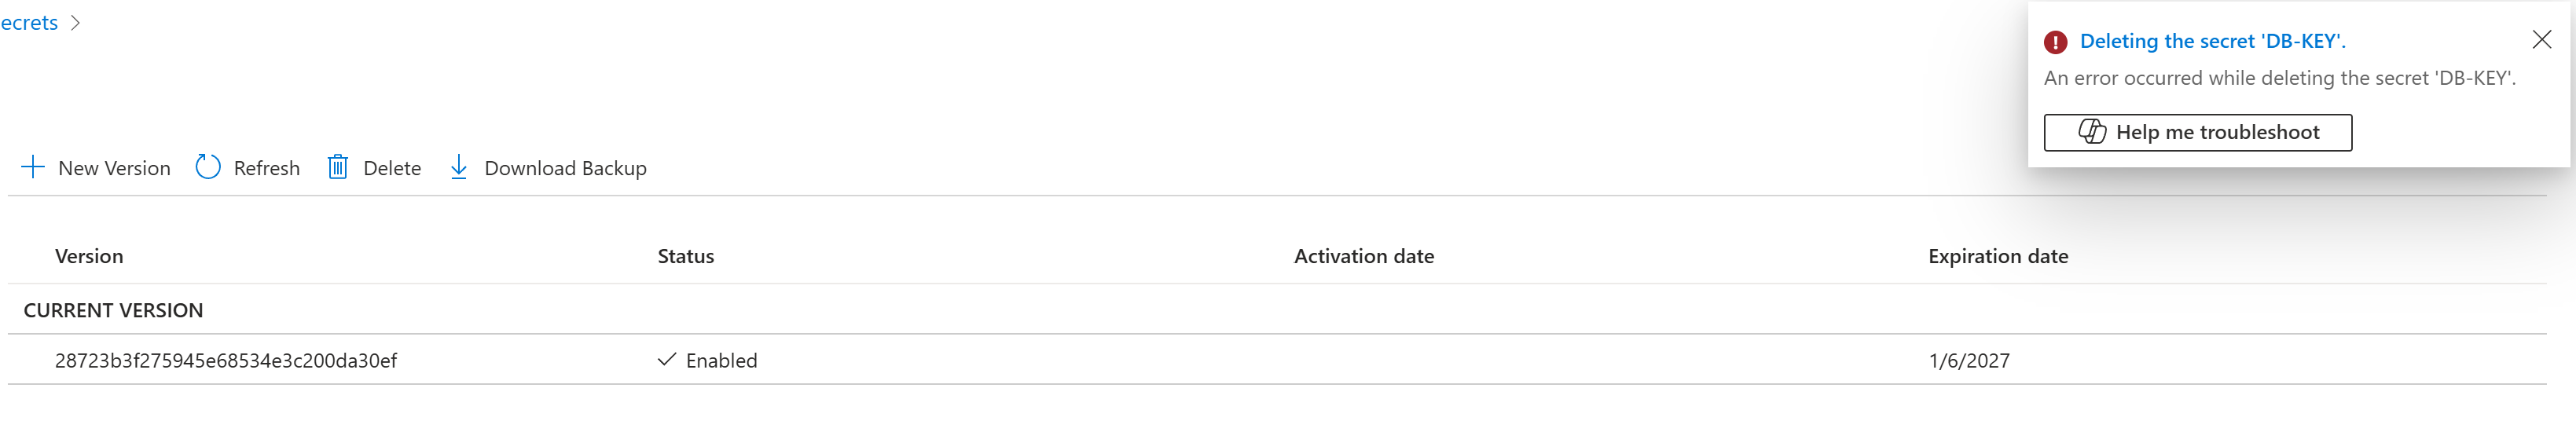 ecrets
Deleting the secret 'DB-KEY'.
An error occurred while deleting the secret 'DB-KEY'.
Help me troubleshoot
New Version Refresh Delete Download Backup
Version Status Activation date Expiration date
CURRENT VERSION
28723b3f275945e68534e3c200da30ef Enabled 1/6/2027